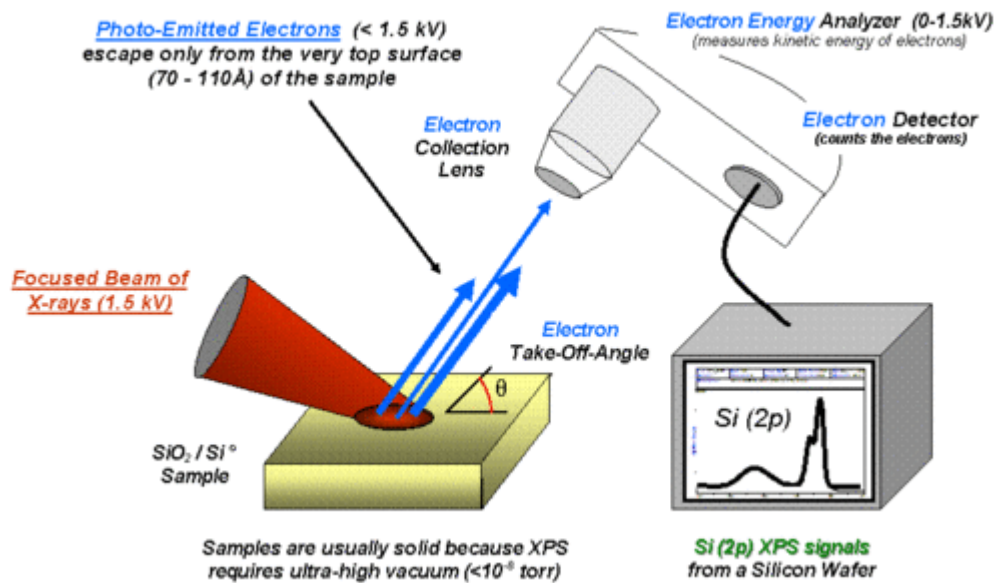 Photo-Emitted Electrons (< 1.5 kV)
escape only from the very top surface
(70 - 110Å) of the sample
Electron Energy Analyzer (0-1.5kV)
(measures kinetic energy of electrons)
Electron Detector
(counts the electrons)
Electron
Collection
Lens
Focused Beam of
X-rays (1.5 kV)
Electron
Take-Off-Angle
θ
SiO₂ / Si°
Sample
Si (2p)
Samples are usually solid because XPS
requires ultra-high vacuum (<10⁻⁸ torr)
Si (2p) XPS signals
from a Silicon Wafer